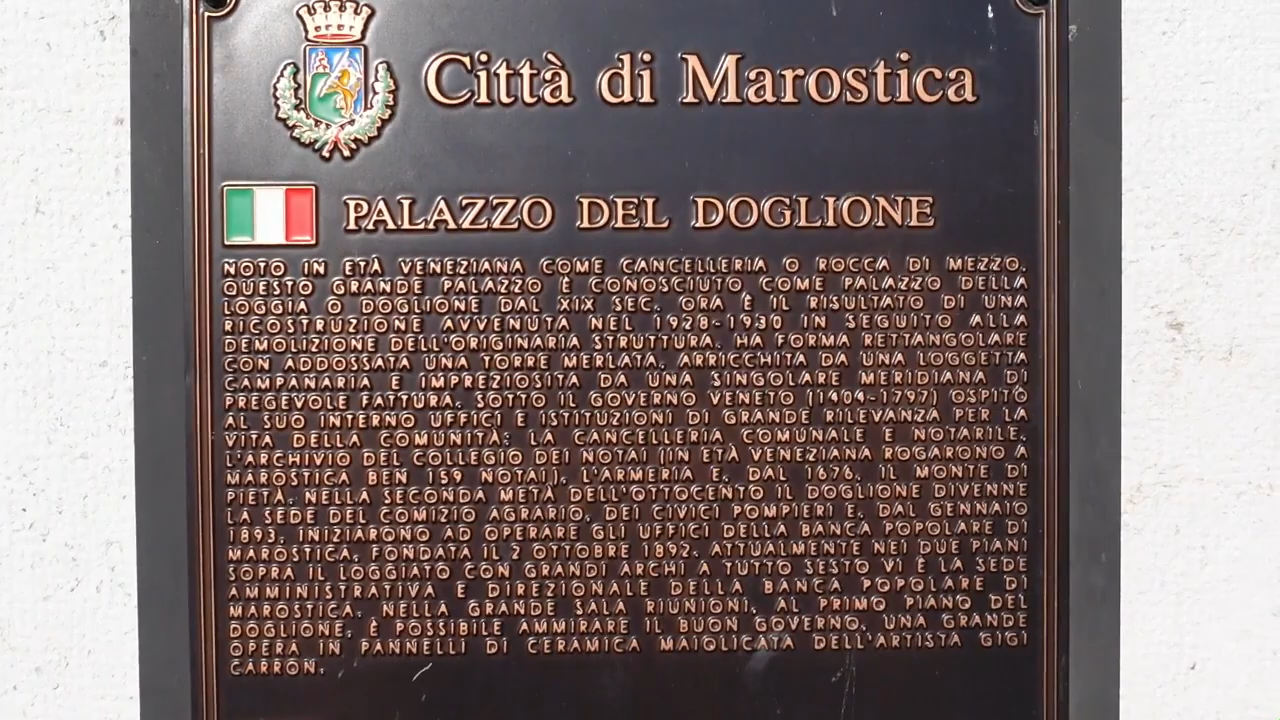 Città di Marostica
PALAZZO DEL DOGLIONE
NOTO IN ETÀ VENEZIANA COME CANCELLERIA O ROCCA DI MEZZO,
QUESTO GRANDE PALAZZO È CONOSCIUTO COME PALAZZO DELLA
LOGGIA O DOGLIONE DAL XIX SEC. ORA È IL RISULTATO DI UNA
RICOSTRUZIONE AVVENUTA NEL 1928-1930 IN SEGUITO ALLA
DEMOLIZIONE DELL'ORIGINARIA STRUTTURA. HA FORMA RETTANGOLARE
CON ADDOSSATA UNA TORRE MERLATA, ARRICCHITA DA UNA LOGGETTA
CAMPANARIA E IMPREZIOSITA DA UNA SINGOLARE MERIDIANA DI
PREGEVOLE FATTURA. SOTTO IL GOVERNO VENETO (1404-1797) OSPITÒ
AL SUO INTERNO UFFICI E ISTITUZIONI DI GRANDE RILEVANZA PER LA
VITA DELLA COMUNITÀ: LA CANCELLERIA COMUNALE E NOTARILE,
L'ARCHIVIO DEL COLLEGIO DEI NOTAI (IN ETÀ VENEZIANA ROGARONO A
MAROSTICA BEN 159 NOTAI), L'ARMERIA E, DAL 1676, IL MONTE DI
PIETÀ. NELLA SECONDA METÀ DELL'OTTOCENTO IL DOGLIONE DIVENNE
LA SEDE DEL COMIZIO AGRARIO, DEI CIVICI POMPIERI E, DAL GENNAIO
1893, INIZIARONO AD OPERARE GLI UFFICI DELLA BANCA POPOLARE DI
MAROSTICA, FONDATA IL 2 OTTOBRE 1892. ATTUALMENTE NEI DUE PIANI
SOPRA IL LOGGIATO CON GRANDI ARCHI A TUTTO SESTO VI È LA SEDE
AMMINISTRATIVA E DIREZIONALE DELLA BANCA POPOLARE DI
MAROSTICA. NELLA GRANDE SALA RIUNIONI, AL PRIMO PIANO DEL
DOGLIONE, È POSSIBILE AMMIRARE IL BUON GOVERNO, UNA GRANDE
OPERA IN PANNELLI DI CERAMICA MAIOLICATA DELL'ARTISTA GIGI
CARRON.